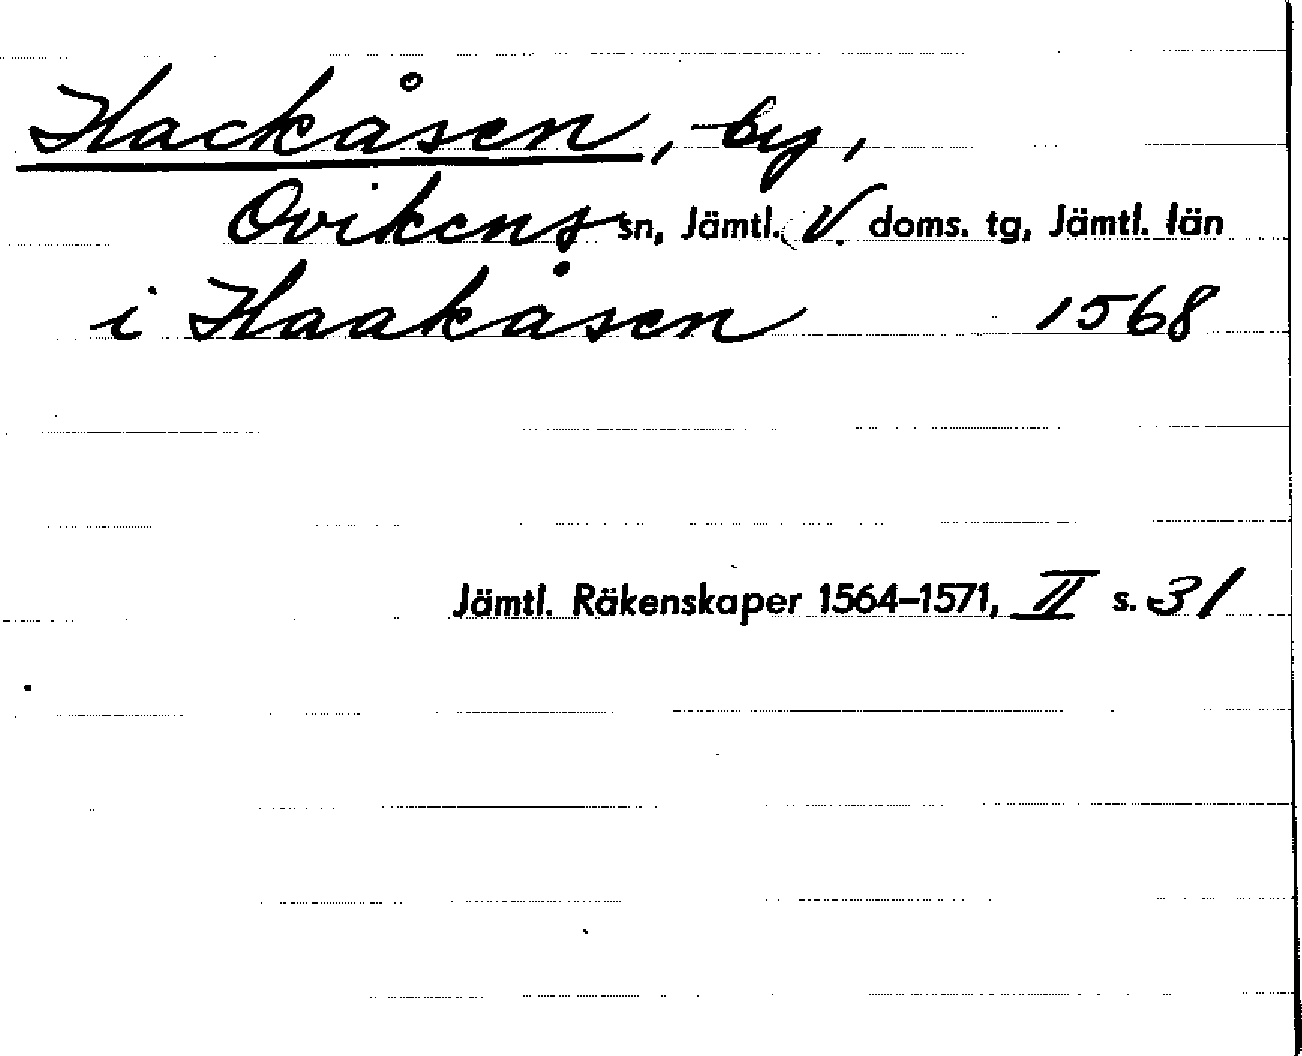 Hackåsen, by,
Ovikens sn, Jämtl. V. doms. tg, Jämtl. län
i Haakåsen 1568
Jämtl. Räkenskaper 1564-1571, II s. 31